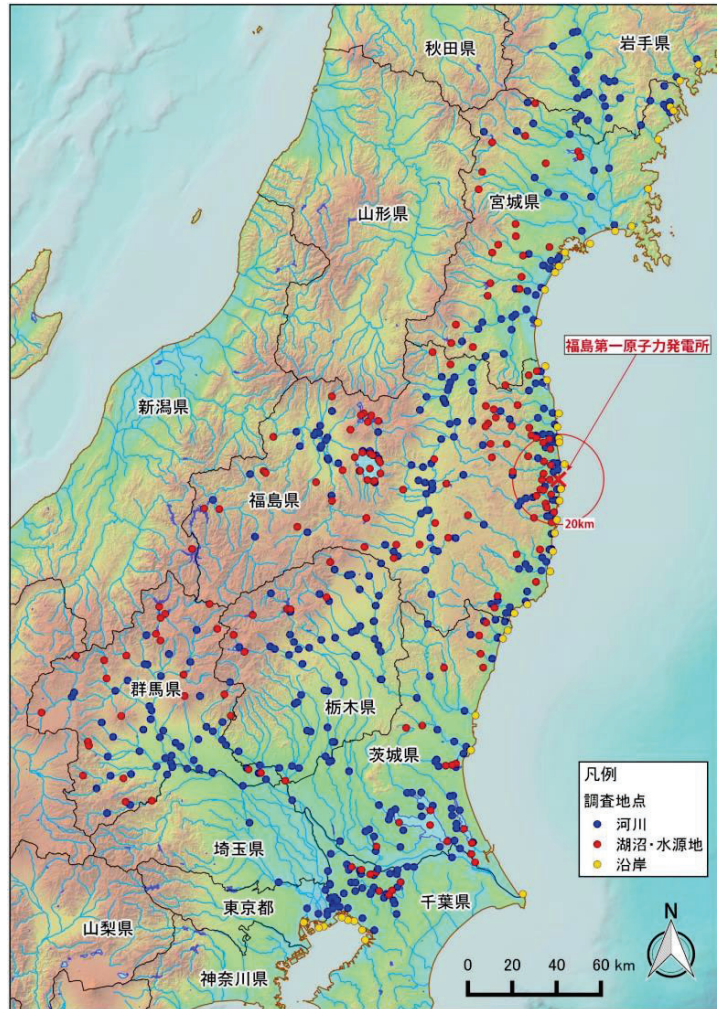 秋田県
岩手県
山形県
宮城県
福島第一原子力発電所
新潟県
福島県
20km
群馬県
栃木県
茨城県
凡例
調査地点
河川
湖沼・水源地
沿岸
埼玉県
東京都
千葉県
山梨県
神奈川県
N
0 20 40 60 km